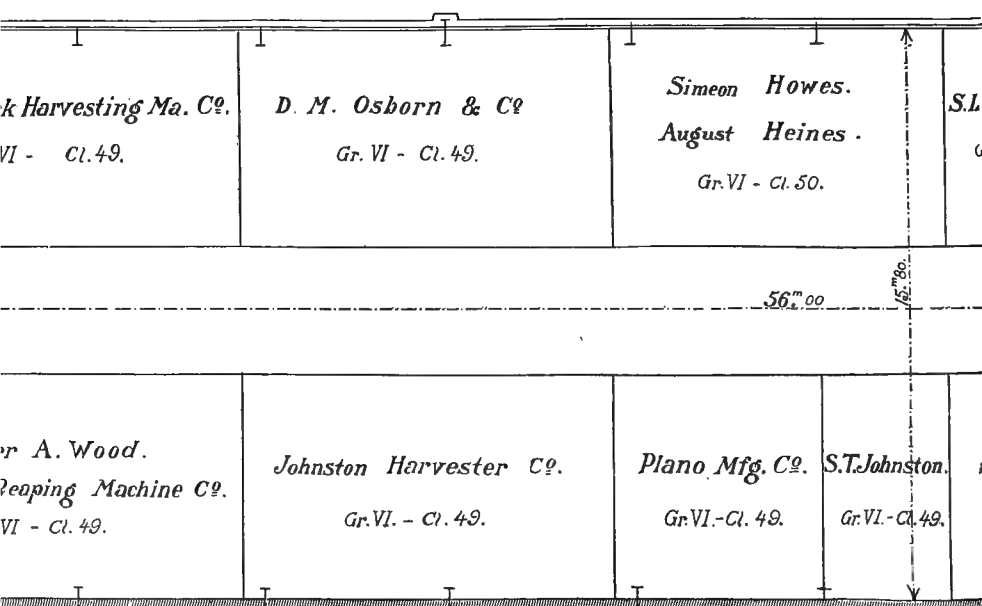 k Harvesting Ma. Co.
VI - Cl. 49.
D. M. Osborn & Co
Gr. VI - Cl. 49.
Simeon Howes.
August Heines.
Gr. VI - Cl. 50.
S.L
G
56.m00
15.m80.
er A. Wood.
Reaping Machine Co.
VI - Cl. 49.
Johnston Harvester Co.
Gr. VI. - Cl. 49.
Plano Mfg. Co.
Gr. VI. - Cl. 49.
S.T. Johnston.
Gr. VI. - Cl. 49.